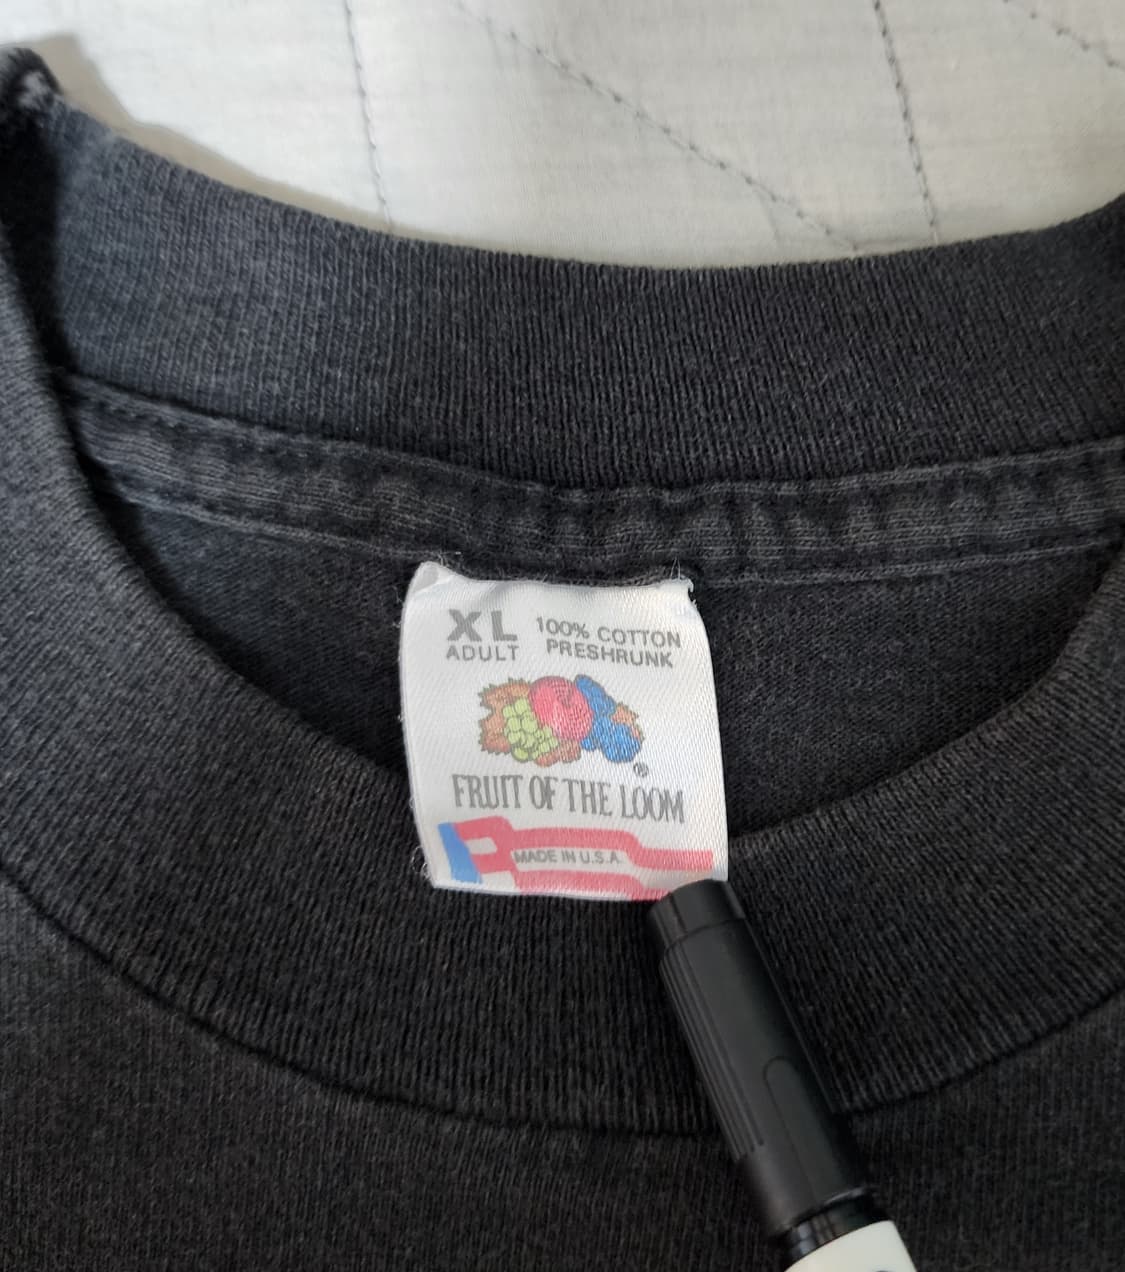 XL
ADULT
100% COTTON
PRESHRUNK
®
FRUIT OF THE LOOM
MADE IN U.S.A.